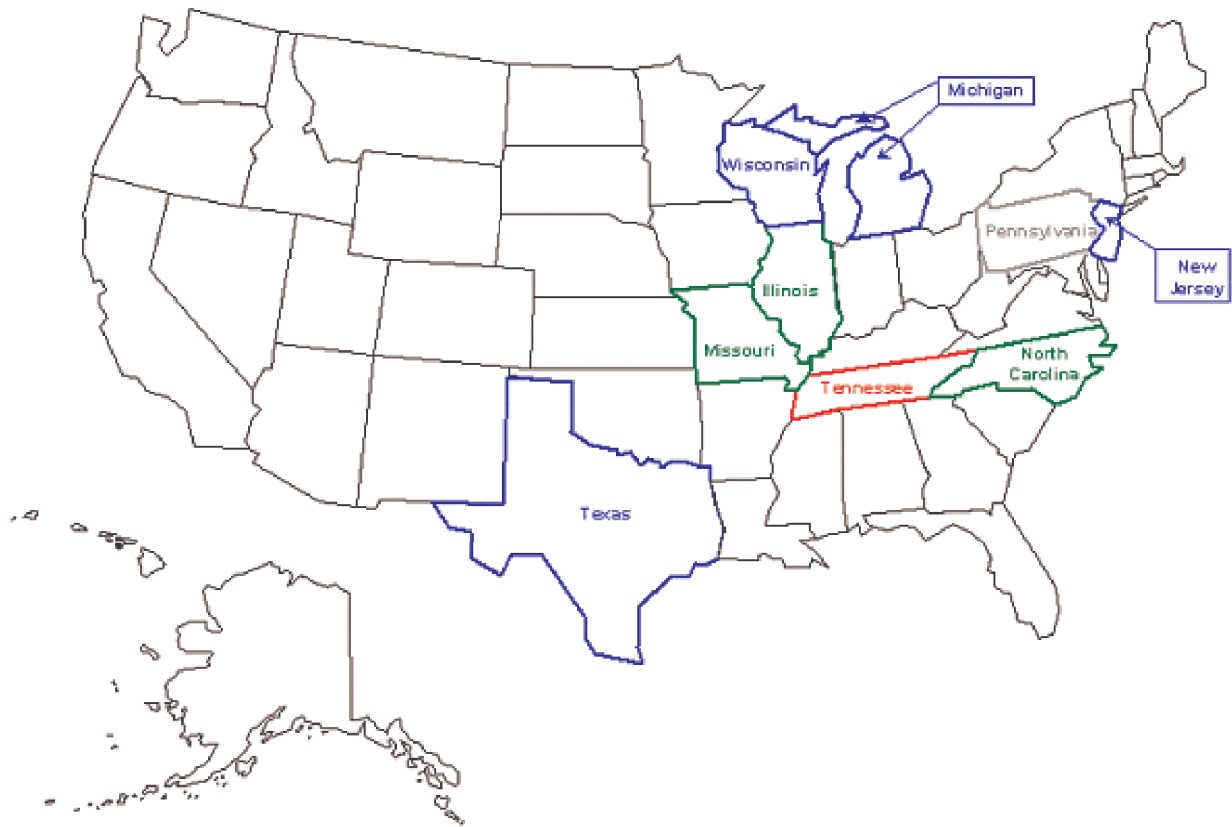 Michigan
Wisconsin
Pennsylvania
New
Jersey
Illinois
Missouri
North
Carolina
Tennessee
Texas